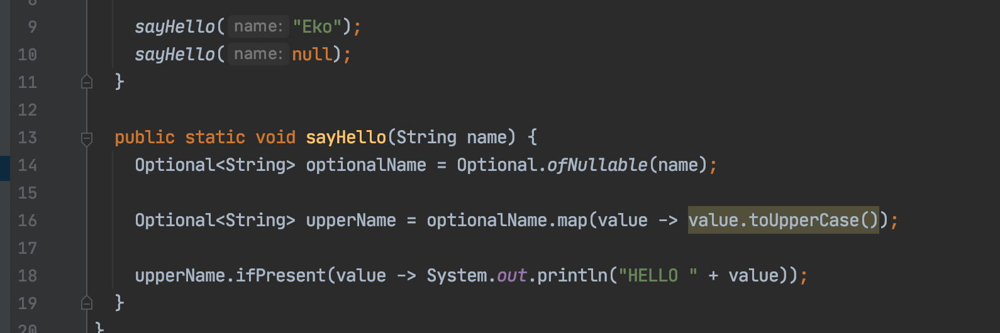 8
9 sayHello( name: "Eko");
10 sayHello( name: null);
11 }
12
13 public static void sayHello(String name) {
14 Optional<String> optionalName = Optional.ofNullable(name);
15
16 Optional<String> upperName = optionalName.map(value -> value.toUpperCase());
17
18 upperName.ifPresent(value -> System.out.println("HELLO " + value));
19 }
20 }